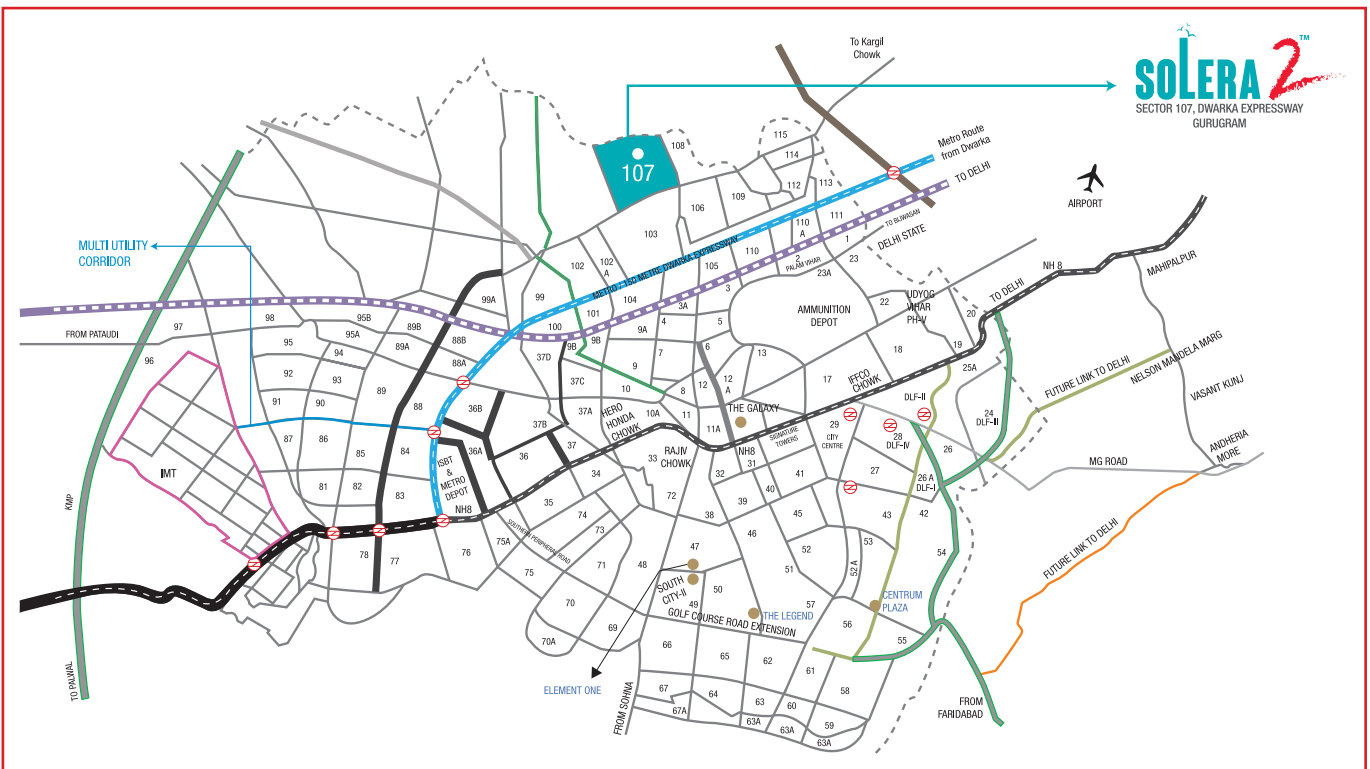 SOLERA 2™
SECTOR 107, DWARKA EXPRESSWAY
GURUGRAM
To Kargil
Chowk
Metro Route
from Dwarka
TO DELHI
AIRPORT
115
108
114
107
112
113
109
106
111
110
A
TO BIJWASAN
DELHI STATE
1
103
110
2
PALAM VIHAR
23
23A
105
METRO / 150 METRE DWARKA EXPRESSWAY
MULTI UTILITY
CORRIDOR
102
102
A
99
99A
104
3
3A
101
100
98
97
95B
95A
89B
88B
89A
88A
FROM PATAUDI
96
95
94
92
93
91
90
89
88
87
86
85
84
81
82
83
IMT
KMP
TO PALWAL
AMMUNITION
DEPOT
22
UDYOG
VIHAR
PH-V
20
TO DELHI
NH 8
MAHIPALPUR
19
18
17
IFFCO
CHOWK
25A
4
5
9A
9B
9B
37D
6
7
9
13
37C
10
8
12
12
A
37A
10A
11
11A
THE GALAXY
HERO
HONDA
CHOWK
36B
37B
37
36A
36
ISBT
&
METRO
DEPOT
NH8
34
33
RAJIV
CHOWK
NH8
SIGNATURE
TOWERS
31
32
29
CITY
CENTRE
28
DLF-IV
DLF-II
24
DLF-II
26
27
26 A
DLF-I
FUTURE LINK TO DELHI
NELSON MANDELA MARG
VASANT KUNJ
ANDHERIA
MORE
MG ROAD
FUTURE LINK TO DELHI
41
40
39
38
72
35
74
73
75A
75
76
77
78
SOUTHERN PERIPHERAL ROAD
71
70
70A
69
48
47
SOUTH
CITY-II
49
50
46
45
43
42
54
53
52
52 A
51
57
56
55
CENTRUM
PLAZA
THE LEGEND
GOLF COURSE ROAD EXTENSION
ELEMENT ONE
66
65
62
61
58
67
67A
64
63
63A
60
59
63A
FROM SOHNA
FROM
FARIDABAD